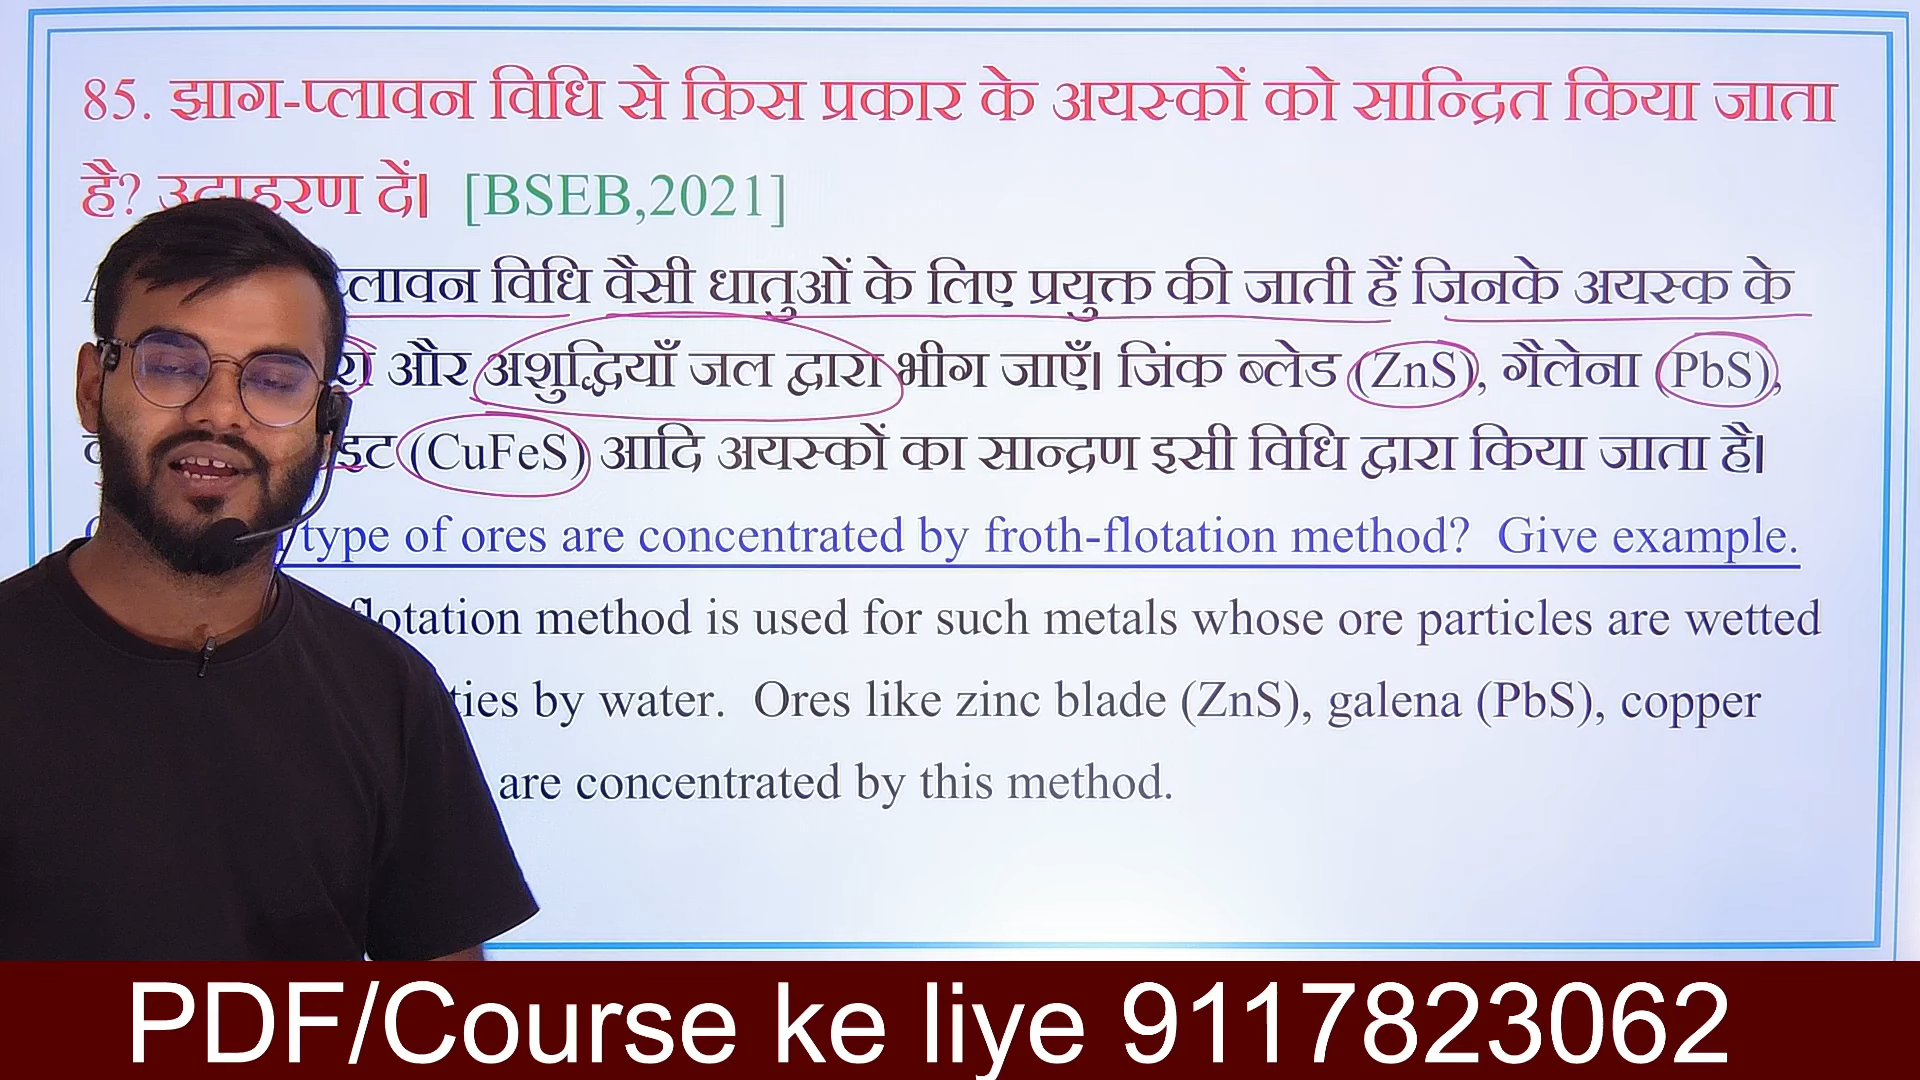 85. झाग-प्लावन विधि से किस प्रकार के अयस्कों को सान्द्रित किया जाता
है? उदाहरण दें। [BSEB,2021]
प्लावन विधि वैसी धातुओं के लिए प्रयुक्त की जाती हैं जिनके अयस्क के
और अशुद्धियाँ जल द्वारा भीग जाएँ। जिंक ब्लेड (ZnS), गैलेना (PbS),
(CuFeS) आदि अयस्कों का सान्द्रण इसी विधि द्वारा किया जाता है।
type of ores are concentrated by froth-flotation method? Give example.
flotation method is used for such metals whose ore particles are wetted
by water. Ores like zinc blade (ZnS), galena (PbS), copper
are concentrated by this method.
PDF/Course ke liye 9117823062